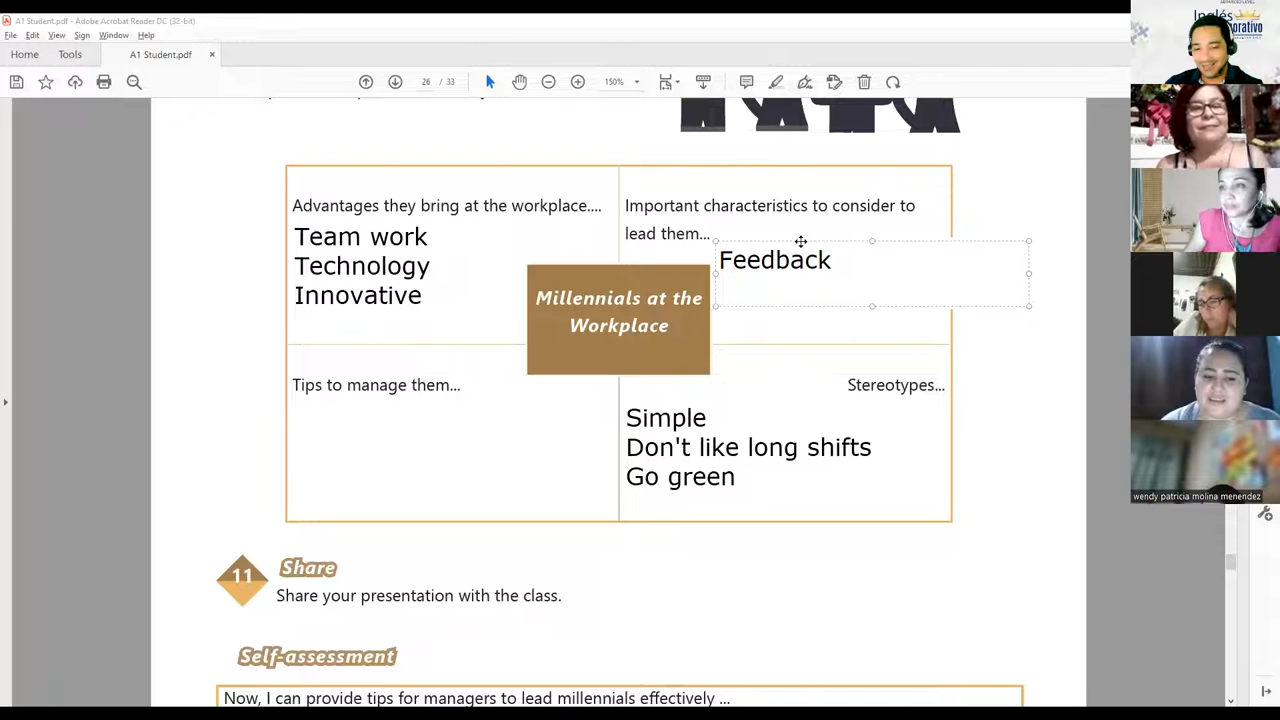 A1 Student.pdf - Adobe Acrobat Reader DC (32-bit)
File Edit View Sign Window Help
Home Tools A1 Student.pdf ×
26 / 33 150%
Advantages they bring at the workplace....
Team work
Technology
Innovative
Important characteristics to consider to
lead them...
Feedback
Millennials at the
Workplace
Tips to manage them...
Stereotypes...
Simple
Don't like long shifts
Go green
11 Share
Share your presentation with the class.
Self-assessment
Now, I can provide tips for managers to lead millennials effectively ...
Inglés
wendy patricia molina menendez